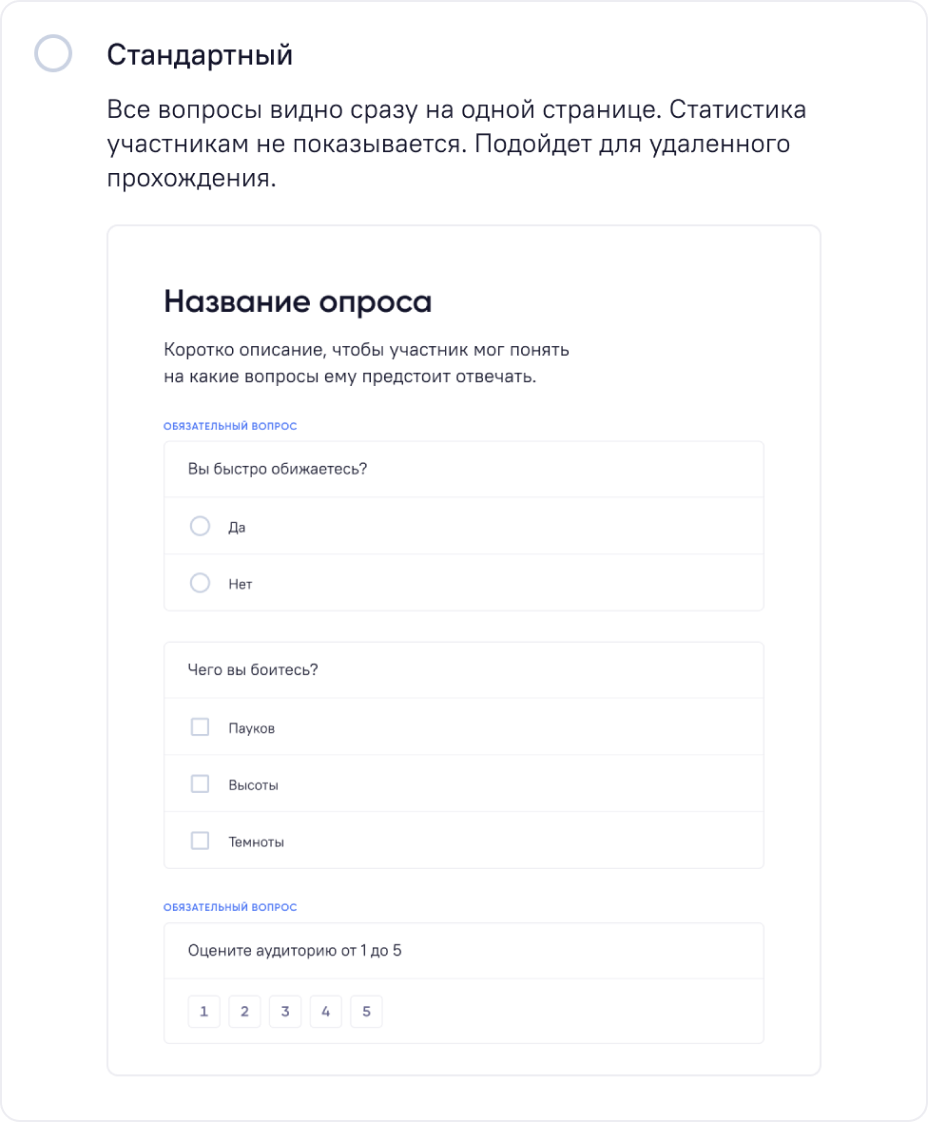 Стандартный
Все вопросы видно сразу на одной странице. Статистика
участникам не показывается. Подойдет для удаленного
прохождения.
Название опроса
Коротко описание, чтобы участник мог понять
на какие вопросы ему предстоит отвечать.
ОБЯЗАТЕЛЬНЫЙ ВОПРОС
Вы быстро обижаетесь?
Да
Нет
Чего вы боитесь?
Пауков
Высоты
Темноты
ОБЯЗАТЕЛЬНЫЙ ВОПРОС
Оцените аудиторию от 1 до 5
1 2 3 4 5